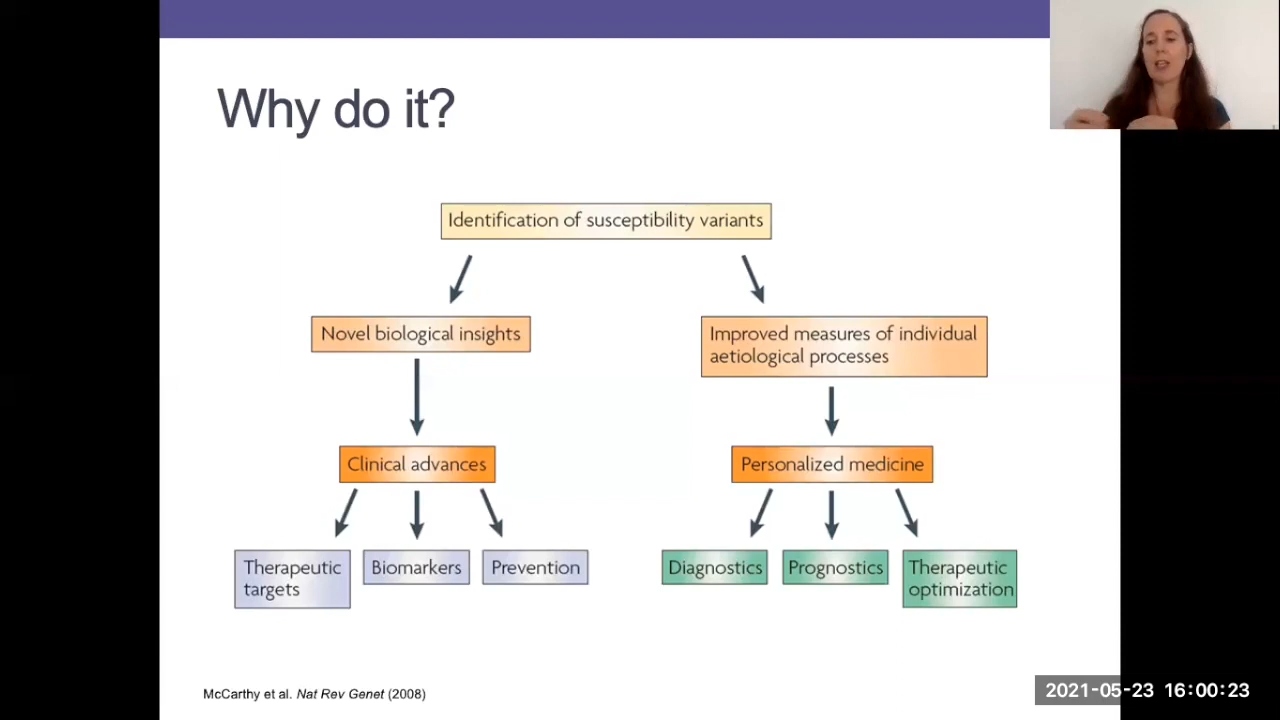 Why do it?
Identification of susceptibility variants
Novel biological insights
Improved measures of individual
aetiological processes
Clinical advances
Personalized medicine
Therapeutic
targets
Biomarkers
Prevention
Diagnostics
Prognostics
Therapeutic
optimization
McCarthy et al. Nat Rev Genet (2008)
2021-05-23 16:00:23